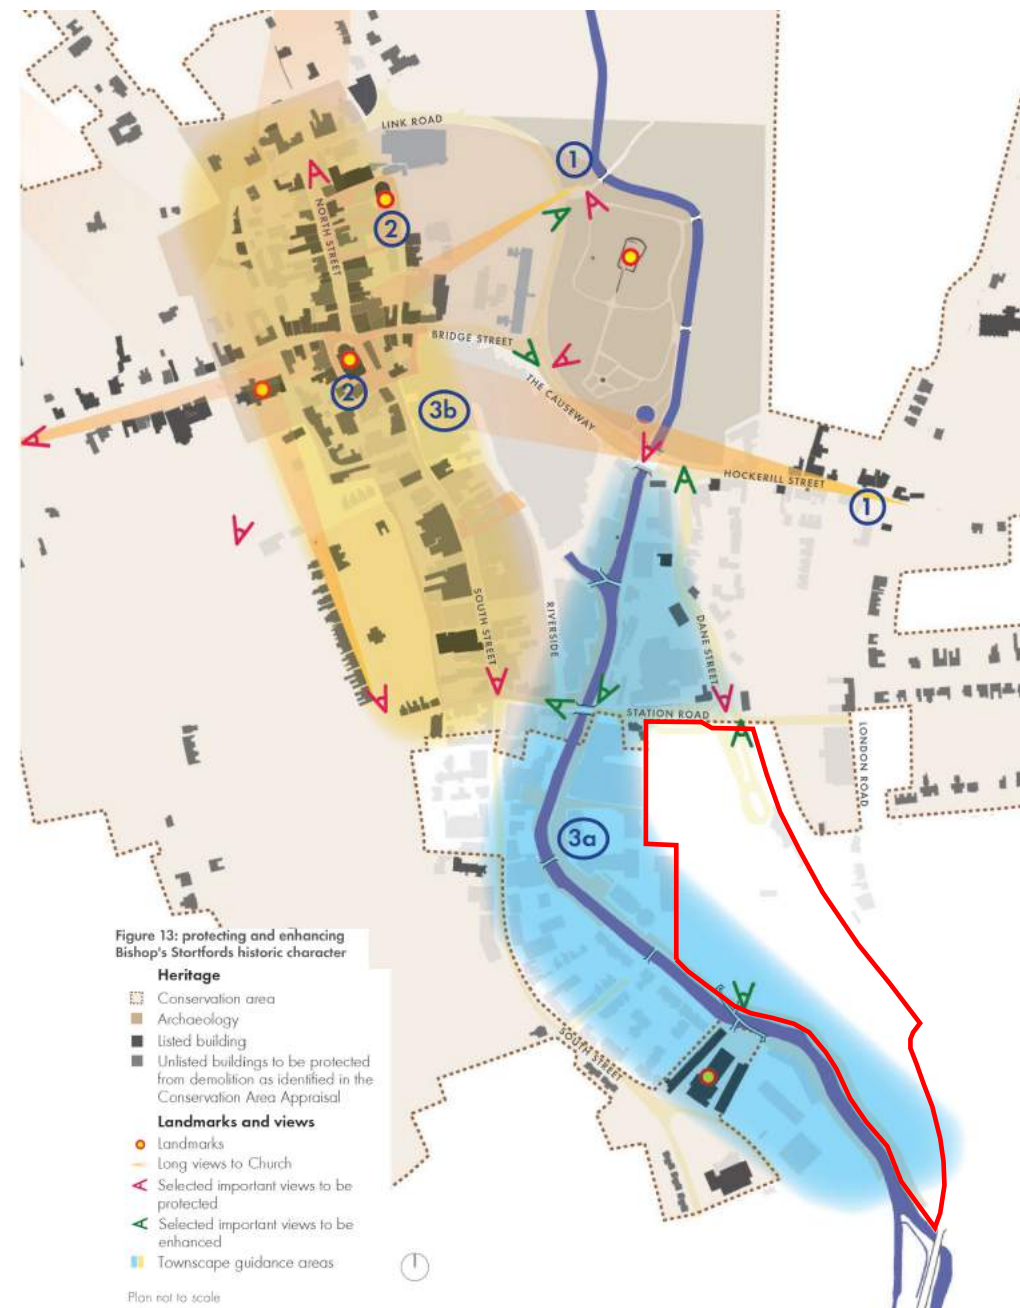 LINK ROAD
1
NORTH STREET
2
BRIDGE STREET
THE CAUSEWAY
2
3b
HOCKERILL STREET
1
SOUTH STREET
RIVERSIDE
DANE STREET
STATION ROAD
LONDON ROAD
3a
SOUTH STREET
Figure 13: protecting and enhancing
Bishop's Stortfords historic character
Heritage
Conservation area
Archaeology
Listed building
Unlisted buildings to be protected
from demolition as identified in the
Conservation Area Appraisal
Landmarks and views
Landmarks
Long views to Church
Selected important views to be
protected
Selected important views to be
enhanced
Townscape guidance areas
Plan not to scale